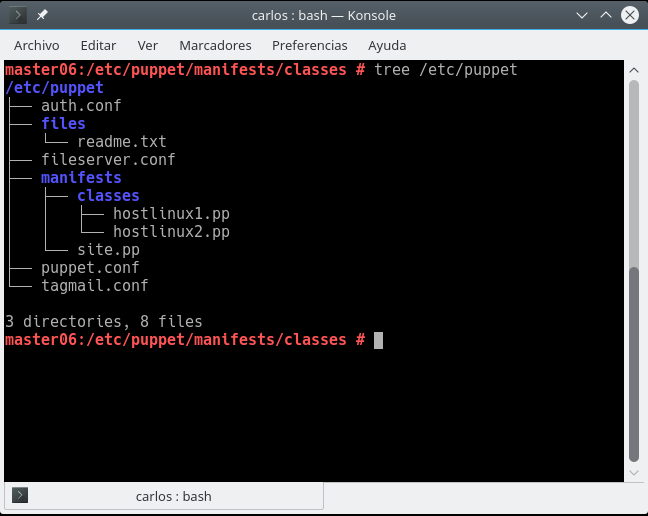 carlos : bash — Konsole
Archivo Editar Ver Marcadores Preferencias Ayuda
master06:/etc/puppet/manifests/classes # tree /etc/puppet
/etc/puppet
├── auth.conf
├── files
│   └── readme.txt
├── fileserver.conf
├── manifests
│   ├── classes
│   │   ├── hostlinux1.pp
│   │   └── hostlinux2.pp
│   └── site.pp
├── puppet.conf
└── tagmail.conf
3 directories, 8 files
master06:/etc/puppet/manifests/classes #
carlos : bash